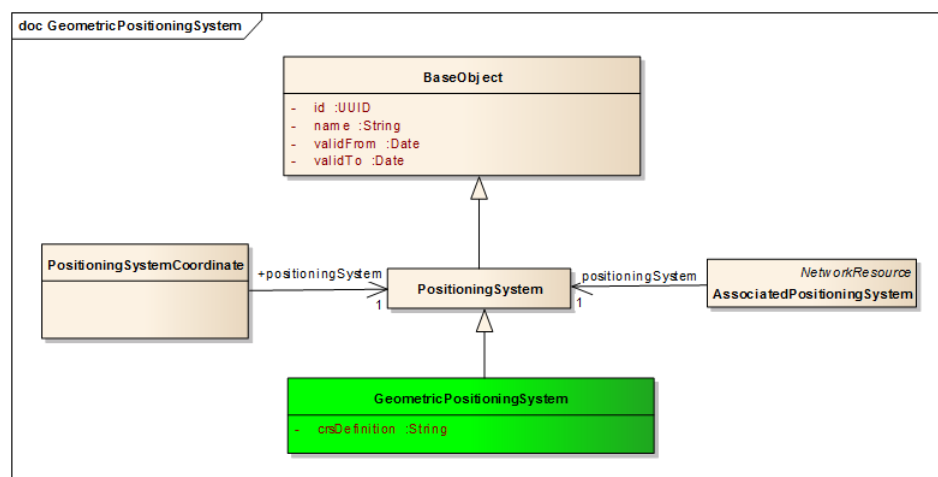 doc GeometricPositioningSystem
BaseObject
- id :UUID
- name :String
- validFrom :Date
- validTo :Date
PositioningSystemCoordinate
+positioningSystem
1
PositioningSystem
positioningSystem
1
NetworkResource
AssociatedPositioningSystem
GeometricPositioningSystem
- crsDefinition :String